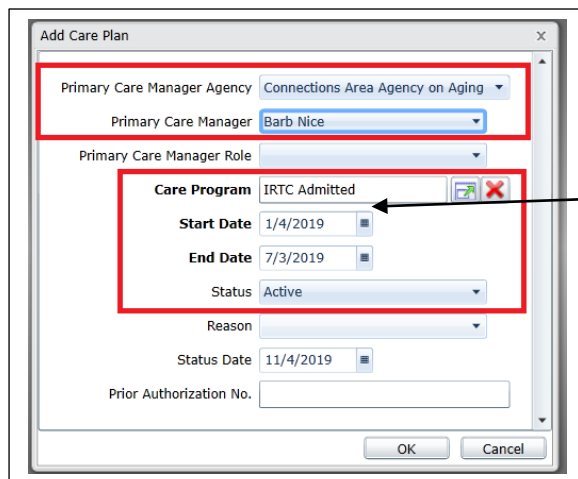 Add Care Plan x
Primary Care Manager Agency Connections Area Agency on Aging
Primary Care Manager Barb Nice
Primary Care Manager Role
Care Program IRTC Admitted
Start Date 1/4/2019
End Date 7/3/2019
Status Active
Reason
Status Date 11/4/2019
Prior Authorization No.
OK Cancel